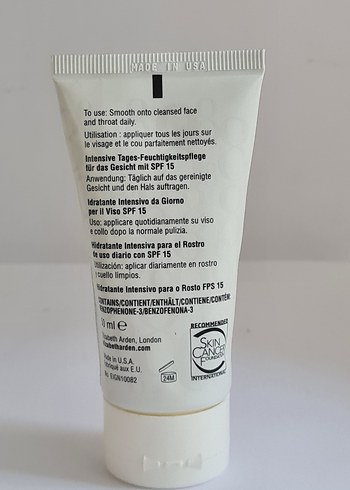 MADE IN USA
To use: Smooth onto cleansed face
and throat daily.
Utilisation : appliquer tous les jours sur
le visage et le cou parfaitement nettoyés.
Intensive Tages-Feuchtigkeitspflege
für das Gesicht mit SPF 15
Anwendung: Täglich auf das gereinigte
Gesicht und den Hals auftragen.
Idratante Intensivo da Giorno
per il Viso SPF 15
Uso: applicare quotidianamente su viso
e collo dopo la normale pulizia.
Hidratante Intensiva para el Rostro
de uso diario con SPF 15
Utilización: aplicar diariamente en rostro
y cuello limpios.
Hidratante Intensivo para o Rosto FPS 15
CONTAINS/CONTIENT/ENTHÄLT/CONTIENE/CONTÉM:
BENZOPHENONE-3/BENZOFENONA-3
ml e
Elizabeth Arden, London
elizabetharden.com
Made in U.S.A.
Fabriqué aux E.U.
EIGN10082
24M
RECOMMENDED
SKIN
CANCER
FOUNDATION
INTERNATIONAL